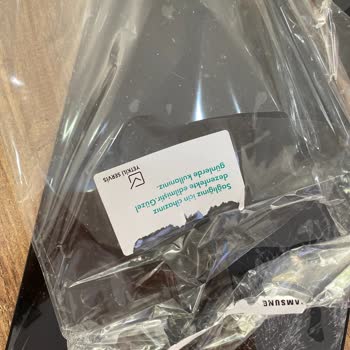 Sağlığınız için cihazınız
dezenfekte edilmiştir.Güzel
günlerde kullanınız.
YETKİLİ SERVİS
SAMSUNG